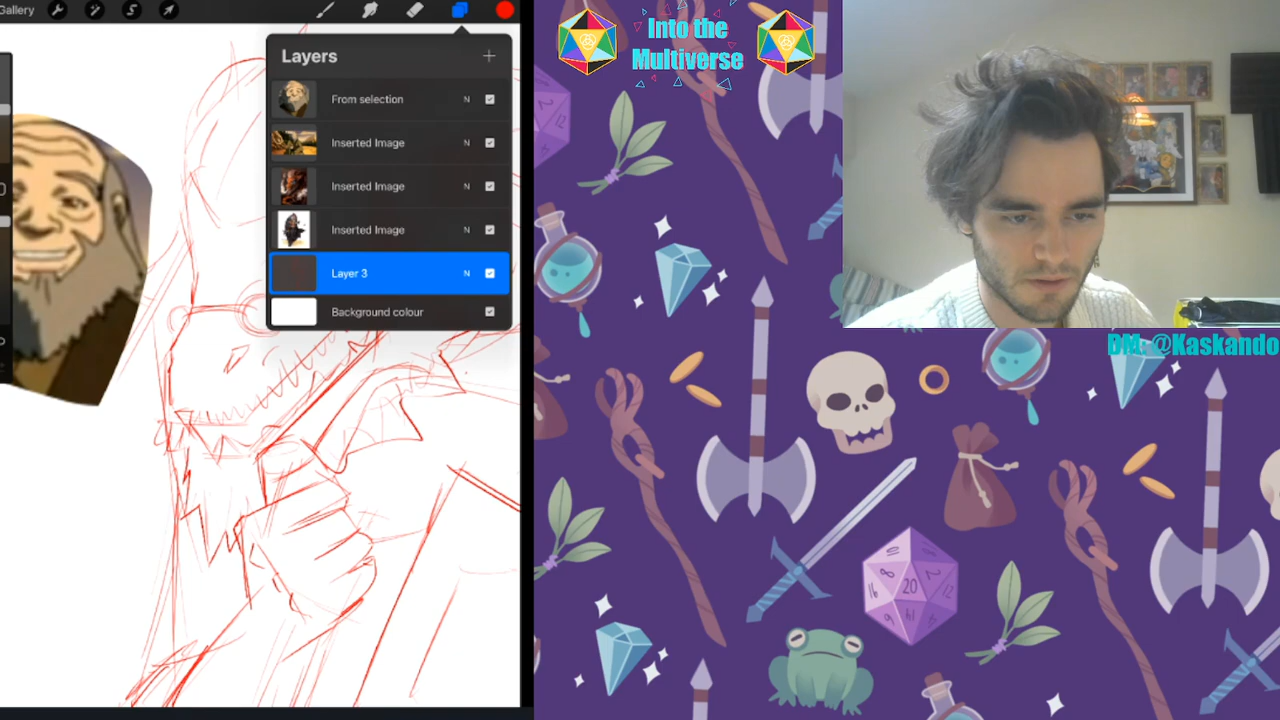 Gallery
Layers
From selection
N
Inserted Image
N
Inserted Image
N
Inserted Image
N
Layer 3
N
Background colour
Into the
Multiverse
DM: @Kaskando
20